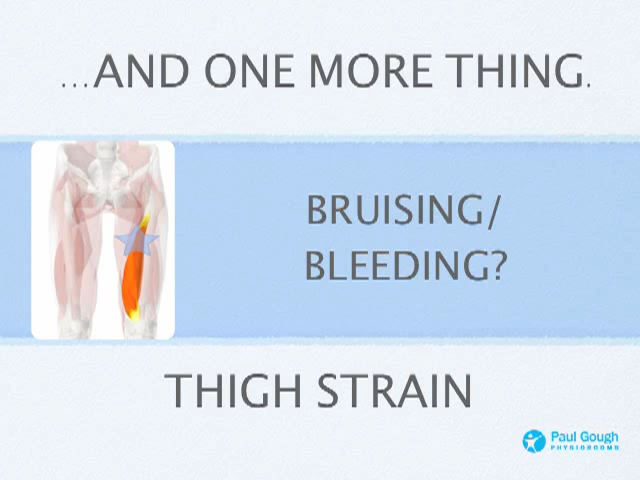 ...AND ONE MORE THING.
BRUISING/
BLEEDING?
THIGH STRAIN
Paul Gough
PHYSIOROOMS